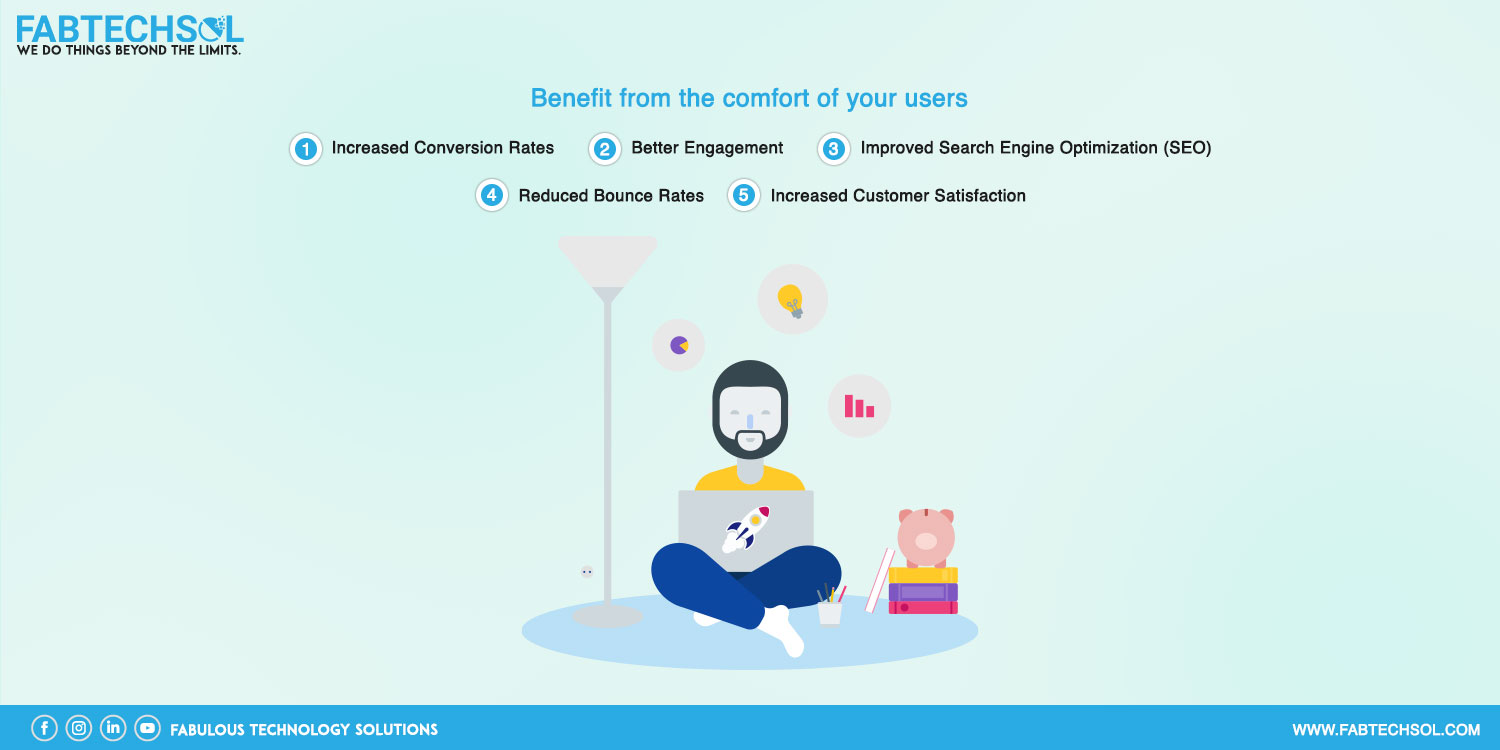 FABTECHSOL
WE DO THINGS BEYOND THE LIMITS.
Benefit from the comfort of your users
1 Increased Conversion Rates 2 Better Engagement 3 Improved Search Engine Optimization (SEO)
4 Reduced Bounce Rates 5 Increased Customer Satisfaction
FABULOUS TECHNOLOGY SOLUTIONS WWW.FABTECHSOL.COM